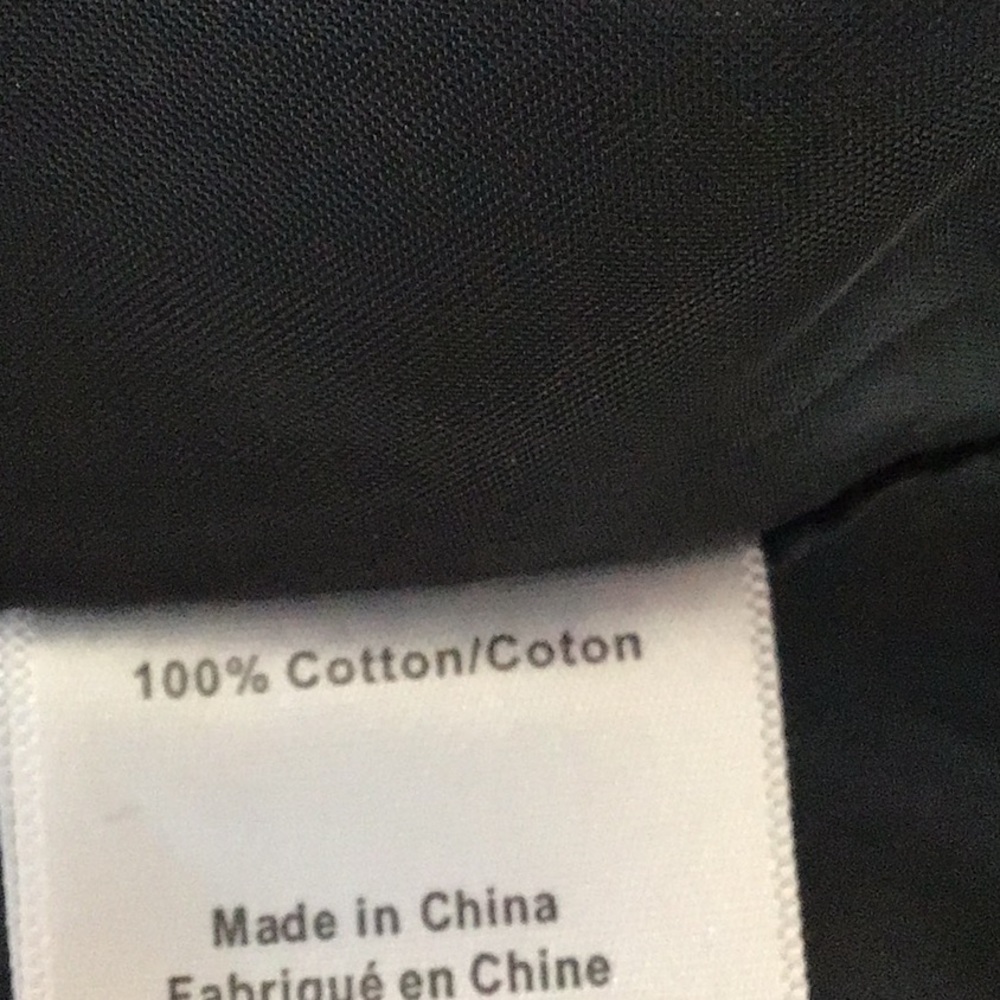 100% Cotton/Coton
Made in China
Fabriqué en Chine